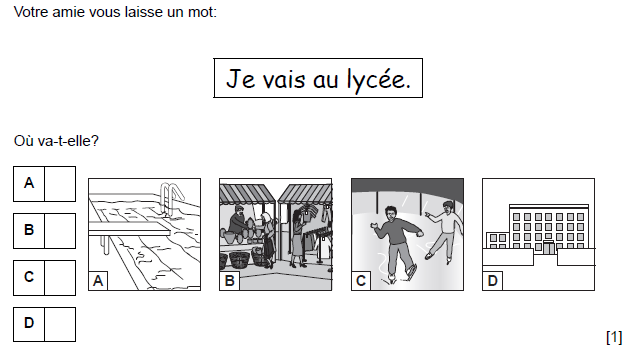 Votre amie vous laisse un mot:
Je vais au lycée.
Où va-t-elle?
A
B
C
D
A
B
C
D
[1]